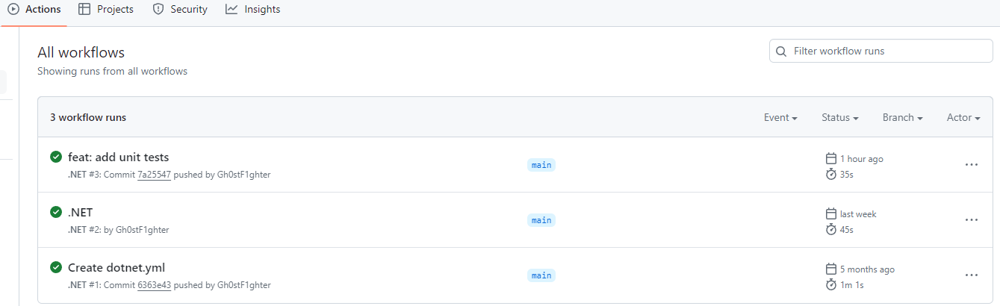 Actions Projects Security Insights
All workflows
Filter workflow runs
Showing runs from all workflows
3 workflow runs Event Status Branch Actor
feat: add unit tests
main
1 hour ago
.NET #3: Commit 7a25547 pushed by Gh0stF1ghter
35s
.NET
main
last week
.NET #2: by Gh0stF1ghter
45s
Create dotnet.yml
main
5 months ago
.NET #1: Commit 6363e43 pushed by Gh0stF1ghter
1m 1s